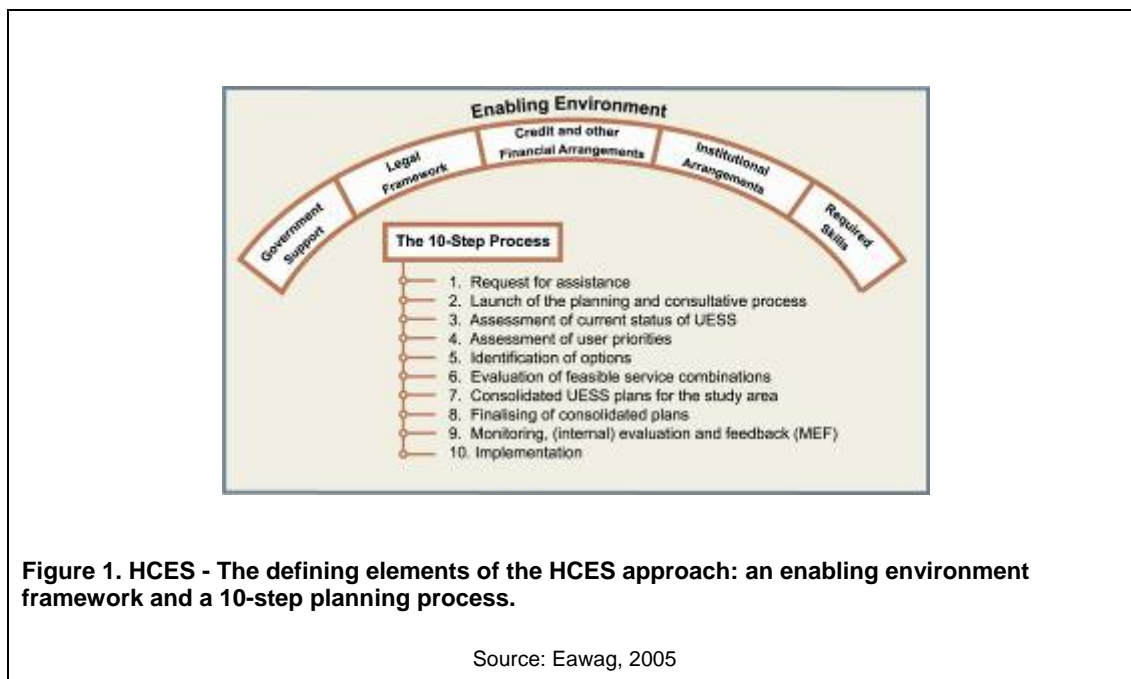 Enabling Environment
Government
Support
Legal
Framework
Credit and other
Financial Arrangements
Institutional
Arrangements
Required
Skills
The 10-Step Process
1. Request for assistance
2. Launch of the planning and consultative process
3. Assessment of current status of UESS
4. Assessment of user priorities
5. Identification of options
6. Evaluation of feasible service combinations
7. Consolidated UESS plans for the study area
8. Finalising of consolidated plans
9. Monitoring, (internal) evaluation and feedback (MEF)
10. Implementation
Figure 1. HCES - The defining elements of the HCES approach: an enabling environment
framework and a 10-step planning process.
Source: Eawag, 2005